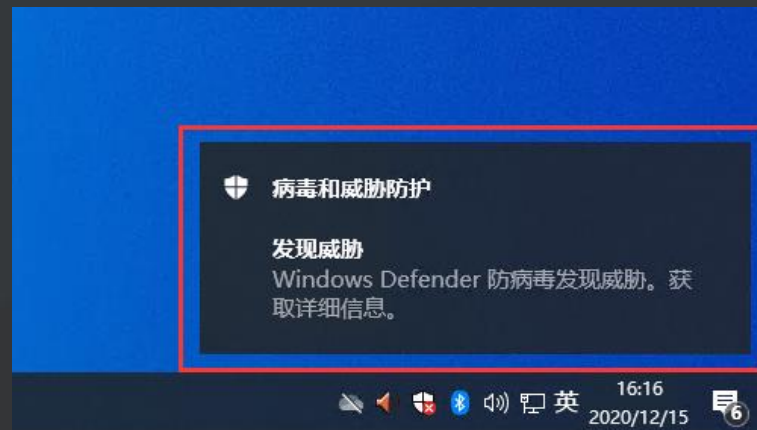 病毒和威胁防护
发现威胁
Windows Defender 防病毒发现威胁。获
取详细信息。
英
16:16
2020/12/15
6